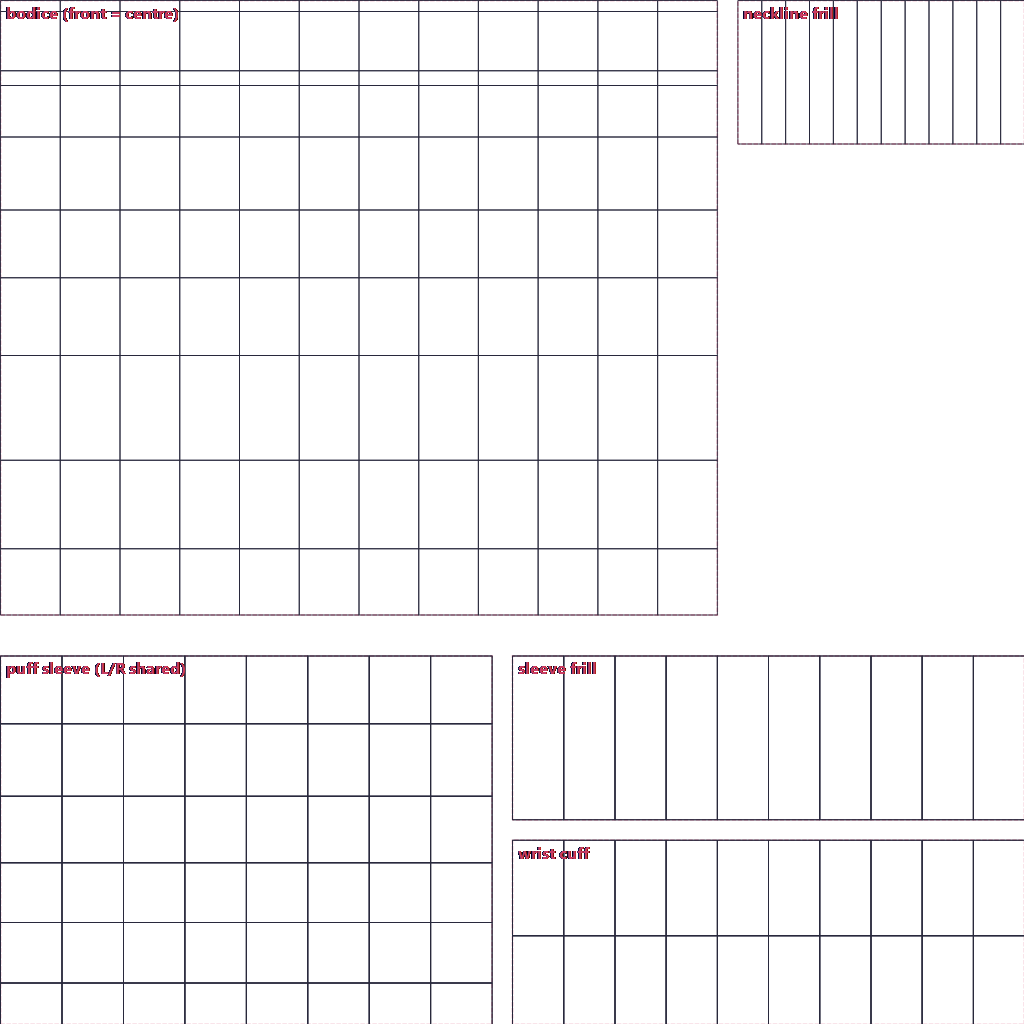 bodice (front = centre)
neckline frill
puff sleeve (L/R shared)
sleeve frill
wrist cuff